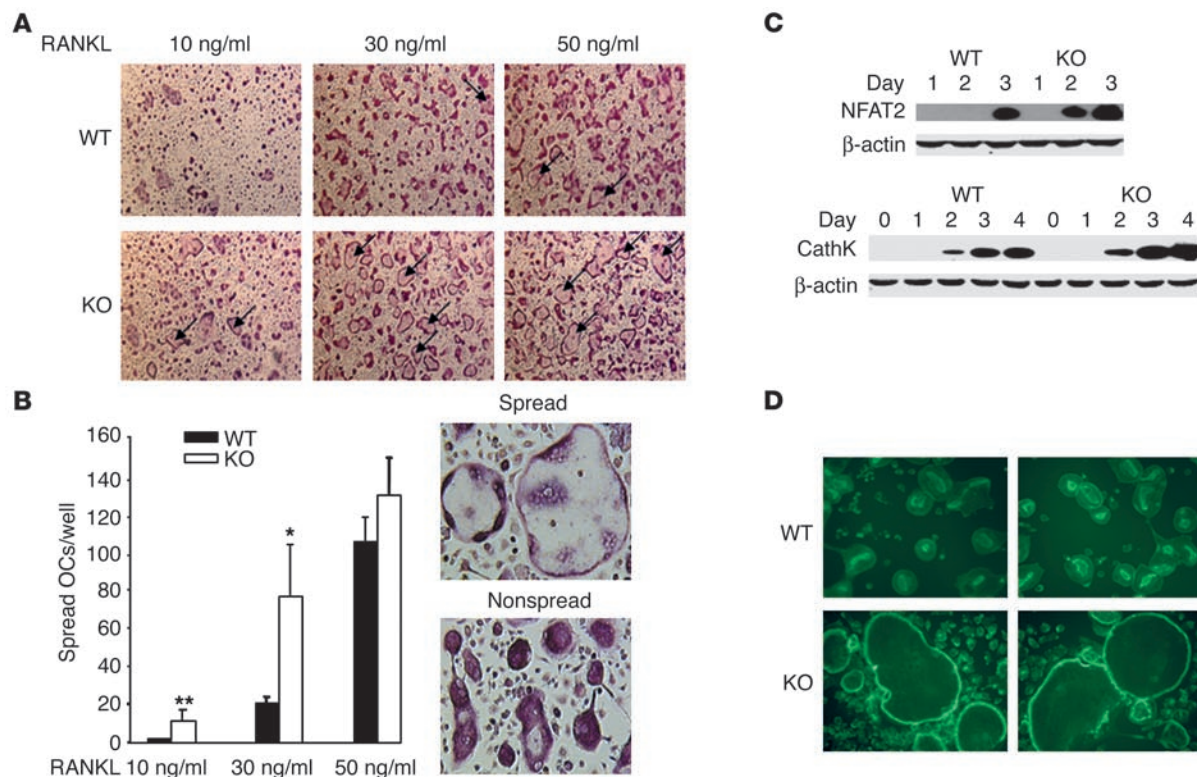 A
RANKL 10 ng/ml 30 ng/ml 50 ng/ml
WT
KO
B
160
140
120
100
80
60
40
20
0
Spread OCs/well
WT
KO
**
*
RANKL 10 ng/ml 30 ng/ml 50 ng/ml
Spread
Nonspread
C
WT KO
Day 1 2 3 1 2 3
NFAT2
β-actin
WT KO
Day 0 1 2 3 4 0 1 2 3 4
CathK
β-actin
D
WT
KO